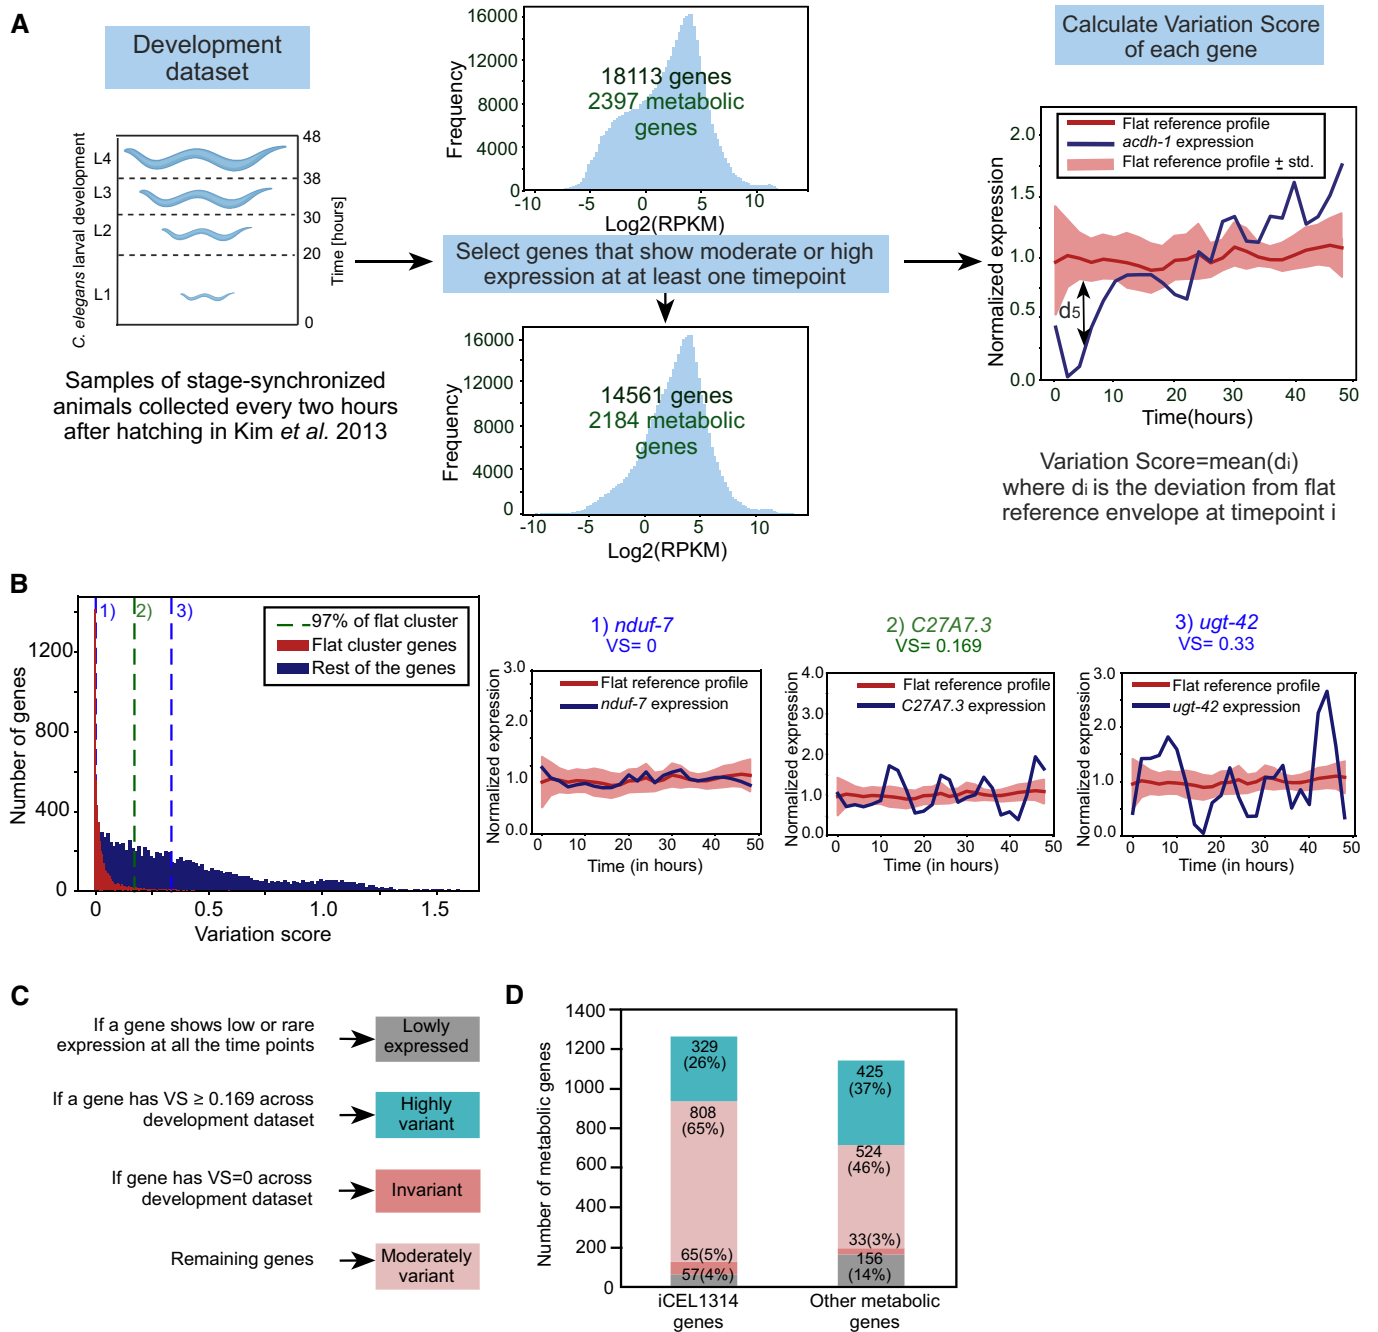 A
Development
dataset
C. elegans larval development
L4
L3
L2
L1
48
38
30
20
0
Time [hours]
Samples of stage-synchronized
animals collected every two hours
after hatching in Kim et al. 2013
16000
12000
8000
4000
0
Frequency
18113 genes
2397 metabolic
genes
-10
-5
0
5
10
Log2(RPKM)
Select genes that show moderate or high
expression at at least one timepoint
16000
12000
8000
4000
0
Frequency
14561 genes
2184 metabolic
genes
-10
-5
0
5
10
Log2(RPKM)
Calculate Variation Score
of each gene
Normalized expression
2.0
1.5
1.0
0.5
0.0
Flat reference profile
acdh-1 expression
Flat reference profile ± std.
d5
0
10
20
30
40
50
Time(hours)
Variation Score=mean(di)
where di is the deviation from flat
reference envelope at timepoint i
B
Number of genes
1200
800
400
0
1)
2)
3)
97% of flat cluster
Flat cluster genes
Rest of the genes
0
0.5
1.0
1.5
Variation score
1) nduf-7
VS= 0
Normalized expression
3.0
2.0
1.0
0.0
Flat reference profile
nduf-7 expression
0
10
20
30
40
50
Time (in hours)
2) C27A7.3
VS= 0.169
Normalized expression
4.0
3.0
2.0
1.0
0.0
Flat reference profile
C27A7.3 expression
0
10
20
30
40
50
Time (in hours)
3) ugt-42
VS= 0.33
Normalized expression
3.0
2.0
1.0
0.0
Flat reference profile
ugt-42 expression
0
10
20
30
40
50
Time (in hours)
C
If a gene shows low or rare
expression at all the time points
Lowly
expressed
If a gene has VS ≥ 0.169 across
development dataset
Highly
variant
If gene has VS=0 across
development dataset
Invariant
Remaining genes
Moderately
variant
D
Number of metabolic genes
1400
1200
1000
800
600
400
200
0
329
(26%)
808
(65%)
65(5%)
57(4%)
425
(37%)
524
(46%)
33(3%)
156
(14%)
iCEL1314
genes
Other metabolic
genes